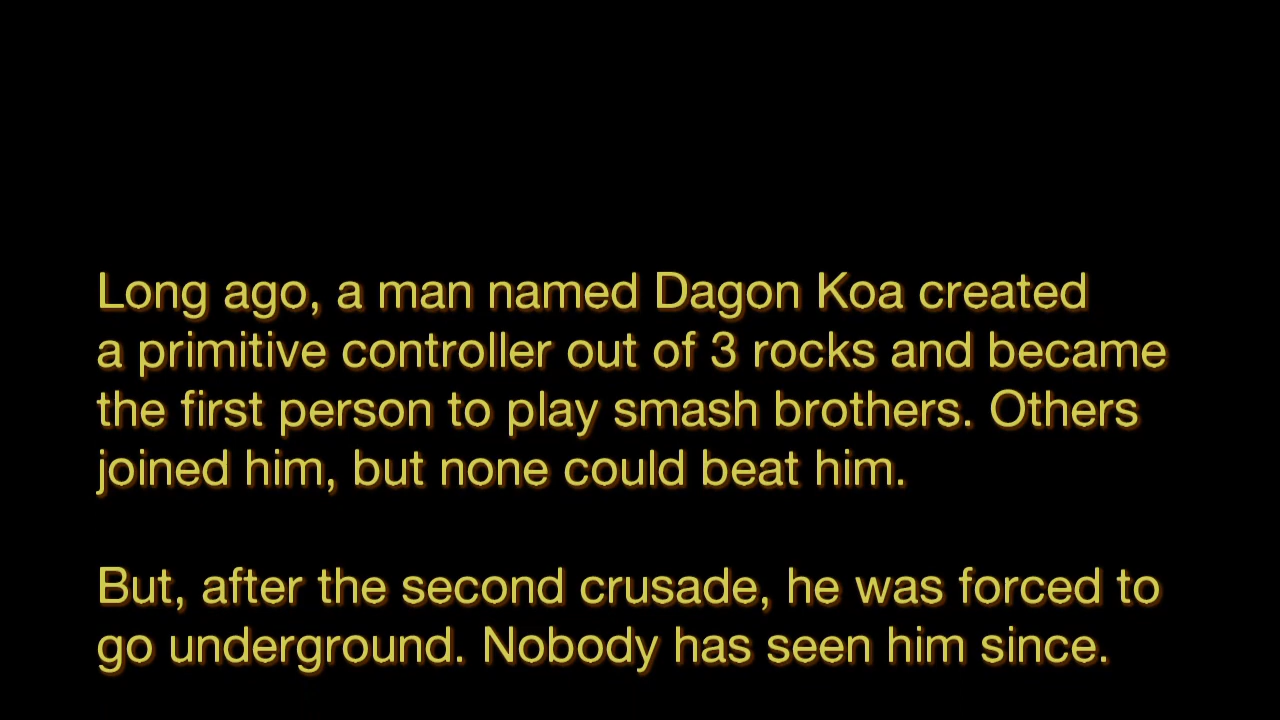 Long ago, a man named Dagon Koa created
a primitive controller out of 3 rocks and became
the first person to play smash brothers. Others
joined him, but none could beat him.
But, after the second crusade, he was forced to
go underground. Nobody has seen him since.